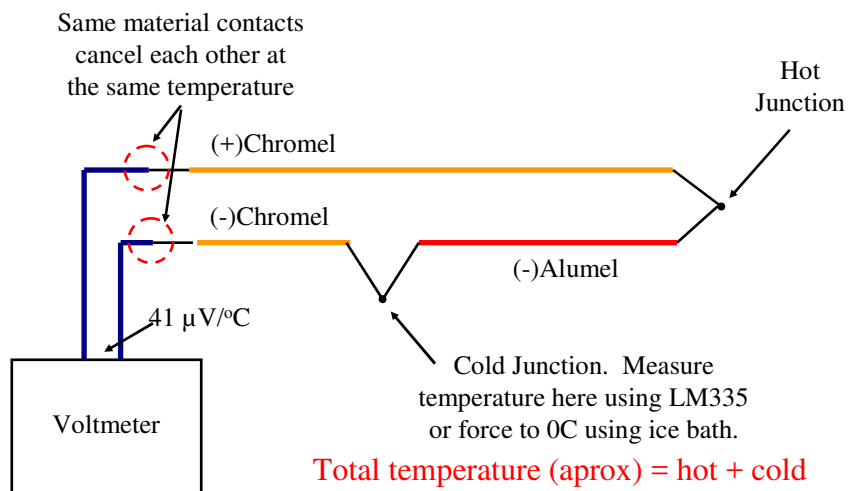 Same material contacts
cancel each other at
the same temperature
Hot
Junction
(+)Chromel
(-)Chromel
(-)Alumel
41 µV/ºC
Cold Junction.  Measure
temperature here using LM335
or force to 0C using ice bath.
Voltmeter
Total temperature (aprox) = hot + cold